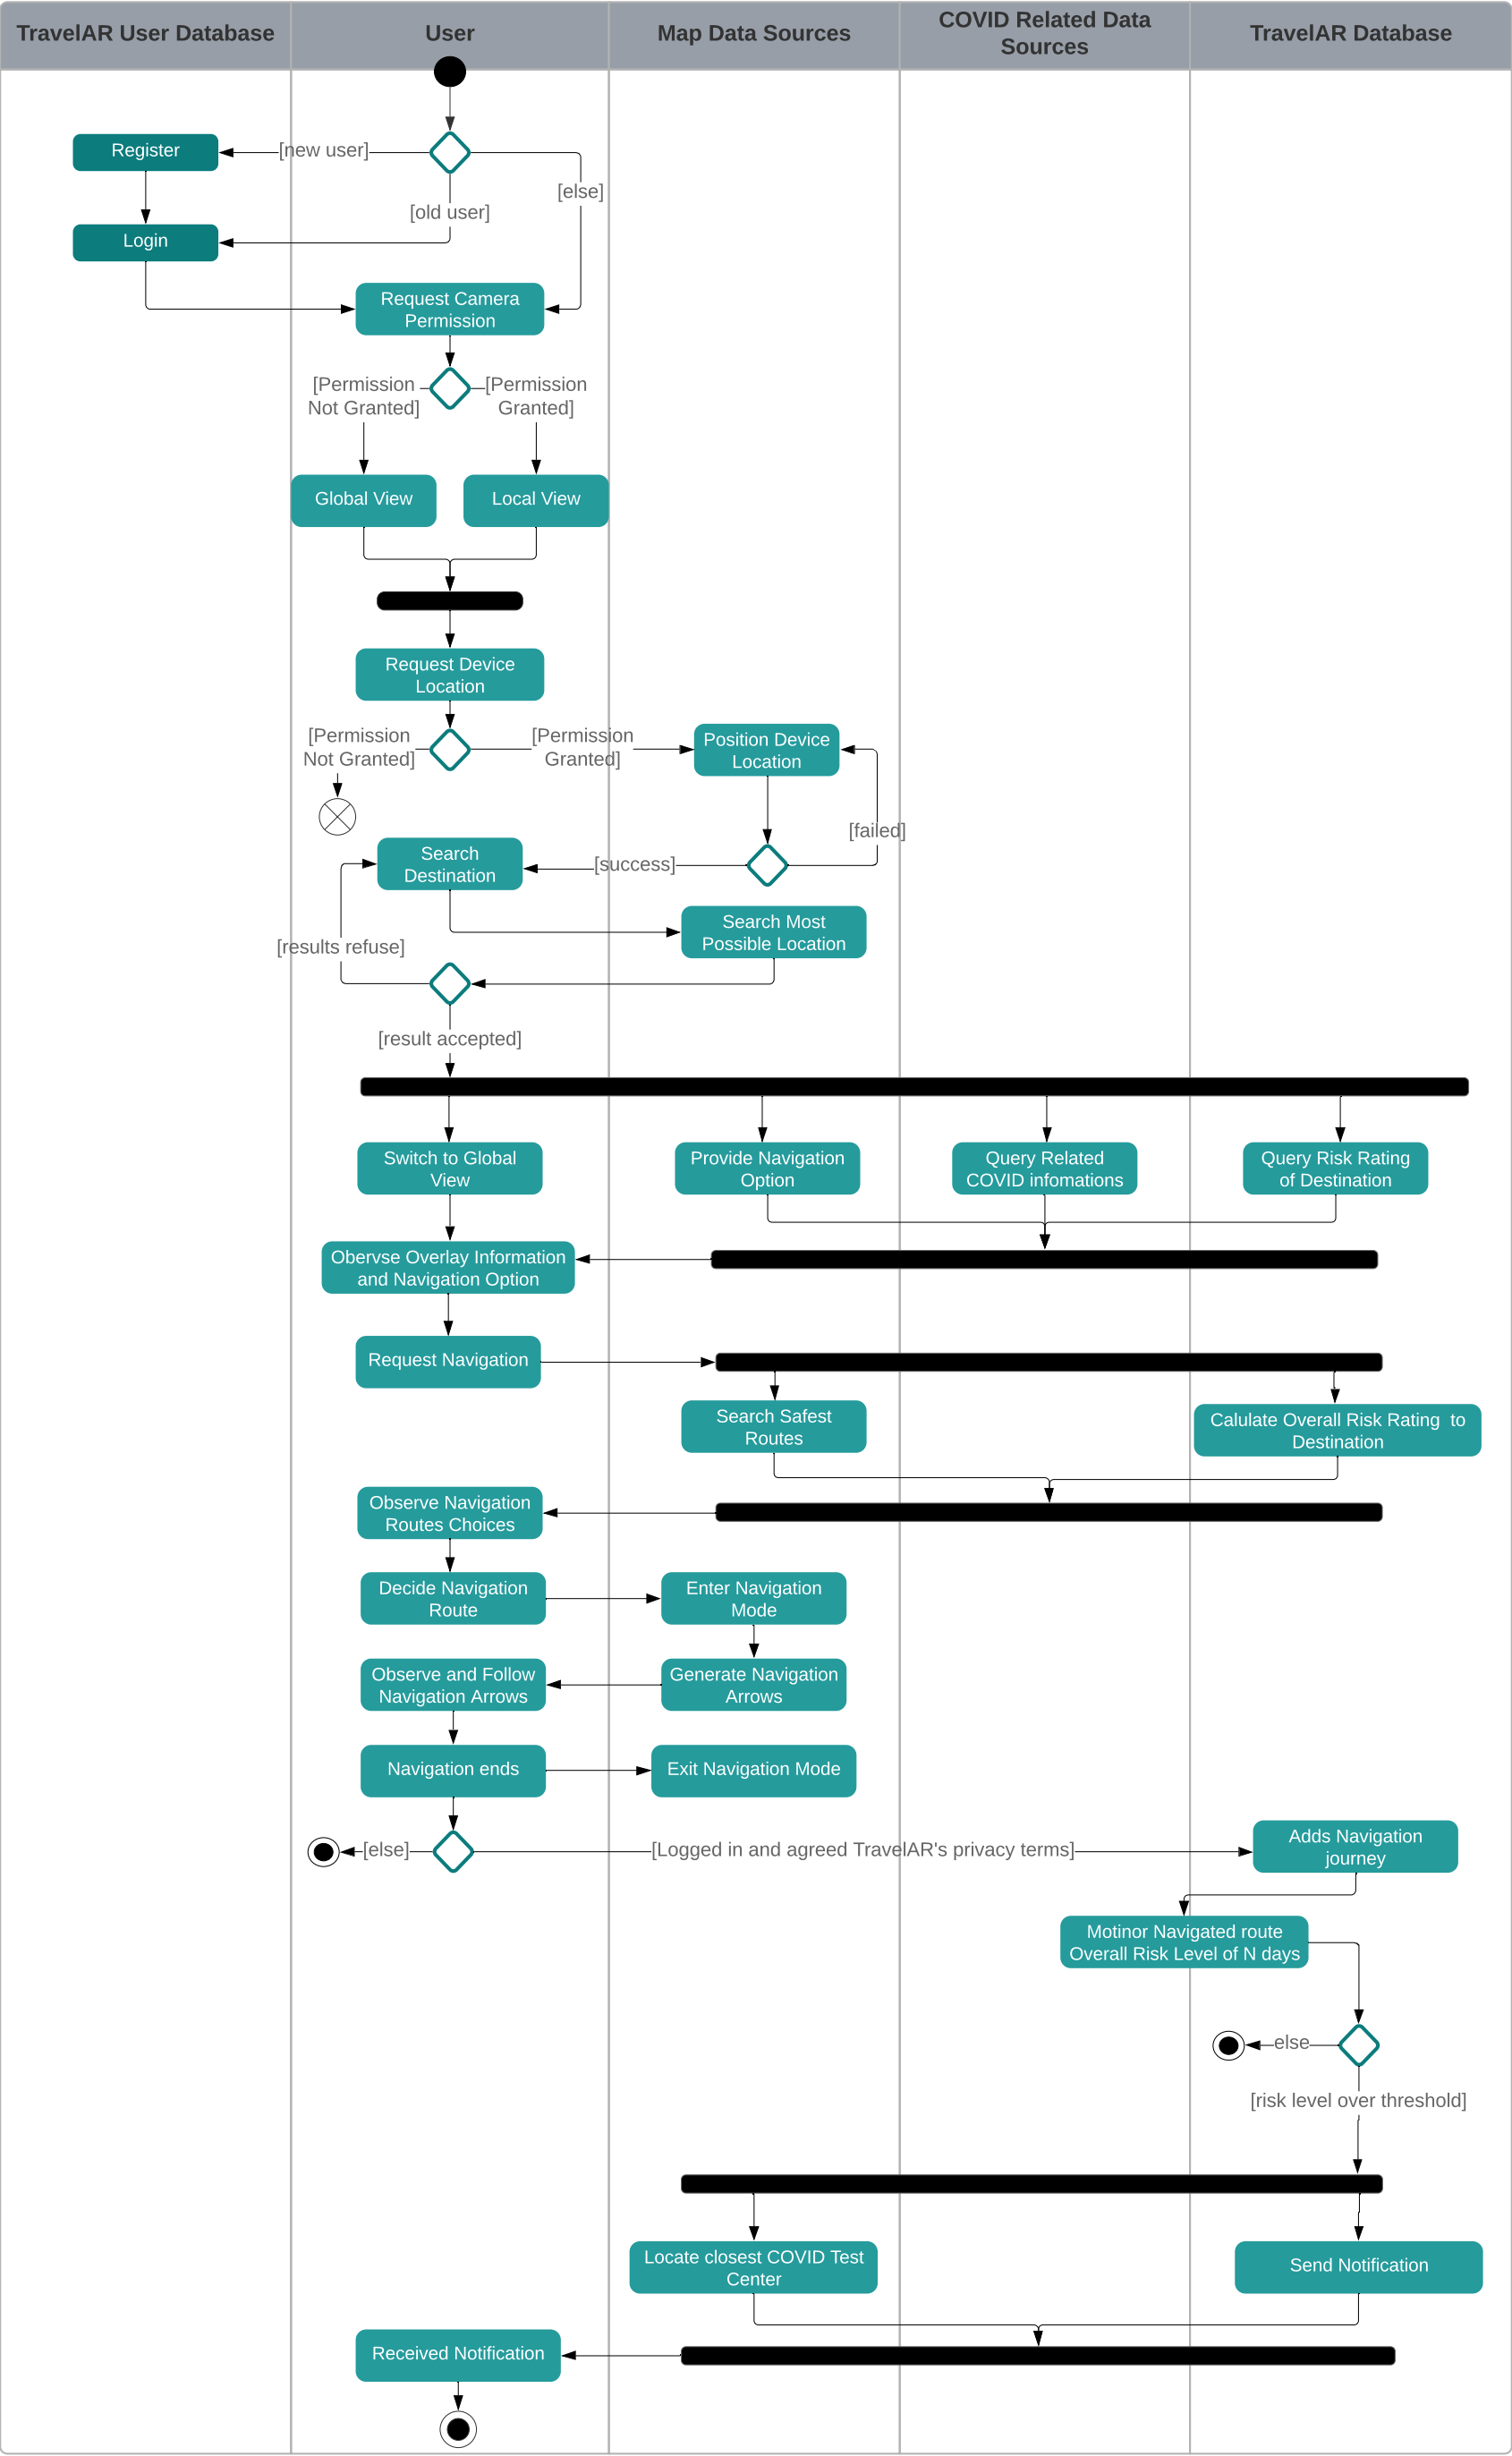 TravelAR User Database
User
Map Data Sources
COVID Related Data
Sources
TravelAR Database
Register
[new user]
[else]
[old user]
Login
Request Camera
Permission
[Permission
Not Granted]
[Permission
Granted]
Global View
Local View
Request Device
Location
[Permission
Not Granted]
[Permission
Granted]
Position Device
Location
[failed]
[success]
Search
Destination
Search Most
Possible Location
[results refuse]
[result accepted]
Switch to Global
View
Provide Navigation
Option
Query Related
COVID infomations
Query Risk Rating
of Destination
Obervse Overlay Information
and Navigation Option
Request Navigation
Search Safest
Routes
Calulate Overall Risk Rating  to
Destination
Observe Navigation
Routes Choices
Decide Navigation
Route
Enter Navigation
Mode
Observe and Follow
Navigation Arrows
Generate Navigation
Arrows
Navigation ends
Exit Navigation Mode
[else]
[Logged in and agreed TravelAR's privacy terms]
Adds Navigation
journey
Motinor Navigated route
Overall Risk Level of N days
else
[risk level over threshold]
Locate closest COVID Test
Center
Send Notification
Received Notification